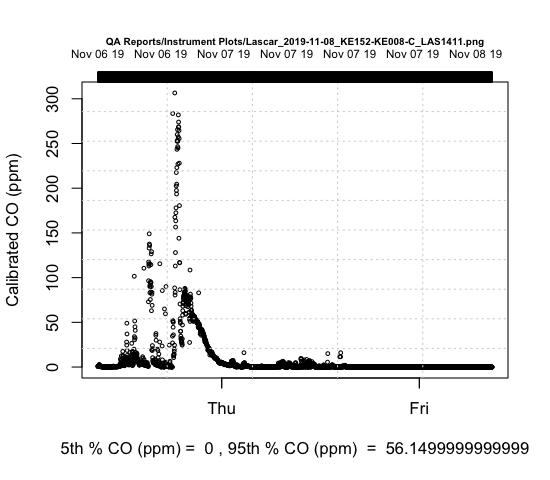 QA Reports/Instrument Plots/Lascar_2019-11-08_KE152-KE008-C_LAS1411.png
Nov 06 19 Nov 06 19 Nov 07 19 Nov 07 19 Nov 07 19 Nov 07 19 Nov 08 19
300
250
200
150
100
50
0
Calibrated CO (ppm)
Thu Fri
5th % CO (ppm) = 0 , 95th % CO (ppm) = 56.1499999999999